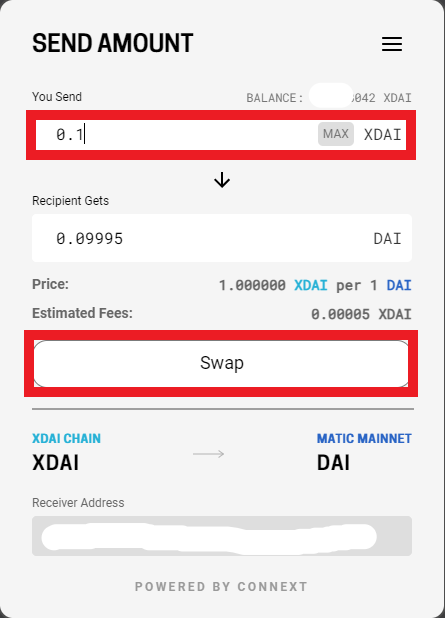 SEND AMOUNT
You Send BALANCE: 042 XDAI
0.1 MAX XDAI
Recipient Gets
0.09995 DAI
Price: 1.000000 XDAI per 1 DAI
Estimated Fees: 0.00005 XDAI
Swap
XDAI CHAIN MATIC MAINNET
XDAI DAI
Receiver Address
POWERED BY CONNEXT